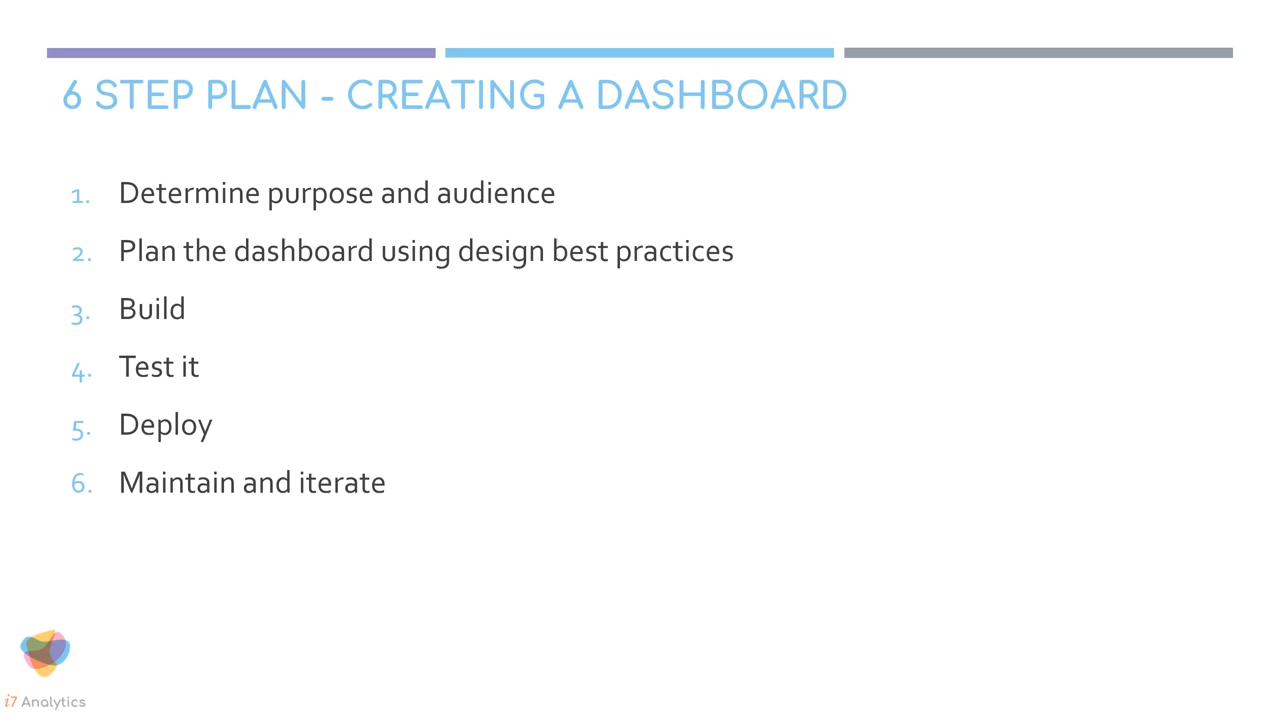 6 STEP PLAN - CREATING A DASHBOARD
1. Determine purpose and audience
2. Plan the dashboard using design best practices
3. Build
4. Test it
5. Deploy
6. Maintain and iterate
i7 Analytics